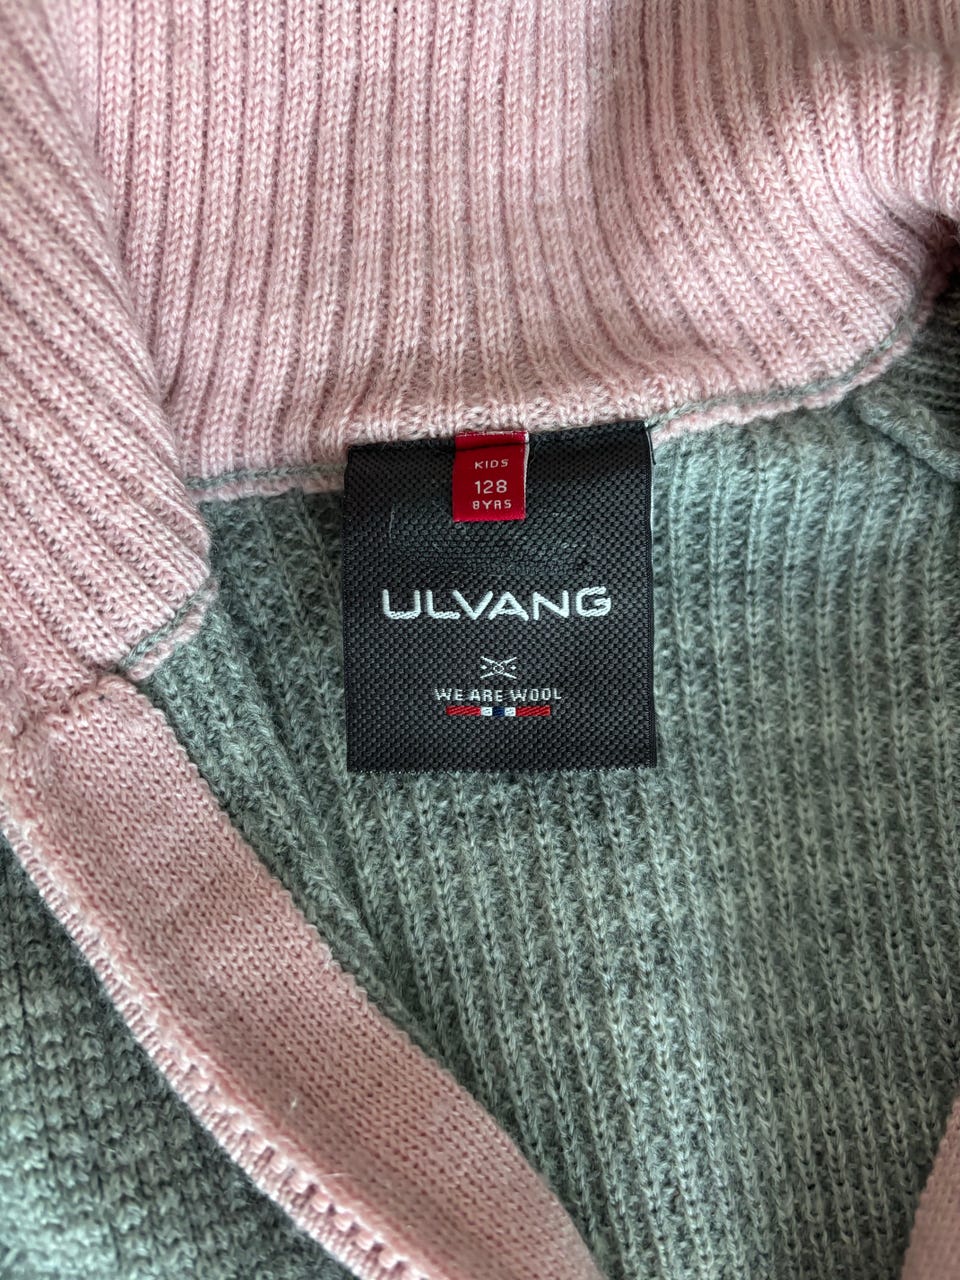 KIDS
128
8YRS
ULVANG
WE ARE WOOL